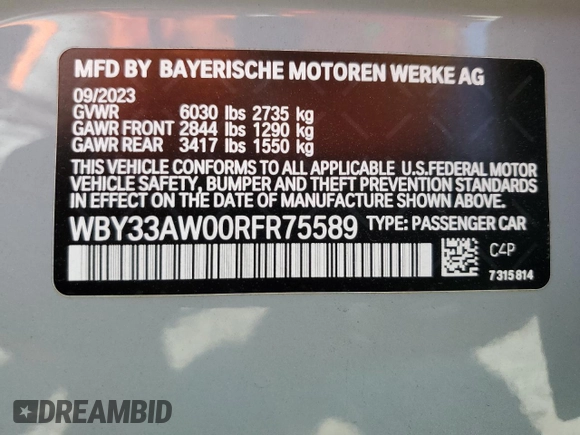 MFD BY BAYERISCHE MOTOREN WERKE AG
09/2023
GVWR 6030 lbs 2735 kg
GAWR FRONT 2844 lbs 1290 kg
GAWR REAR 3417 lbs 1550 kg
THIS VEHICLE CONFORMS TO ALL APPLICABLE U.S.FEDERAL MOTOR
VEHICLE SAFETY, BUMPER AND THEFT PREVENTION STANDARDS
IN EFFECT ON THE DATE OF MANUFACTURE SHOWN ABOVE.
WBY33AW00RFR75589 TYPE: PASSENGER CAR
C4P
7315814
DREAMBID